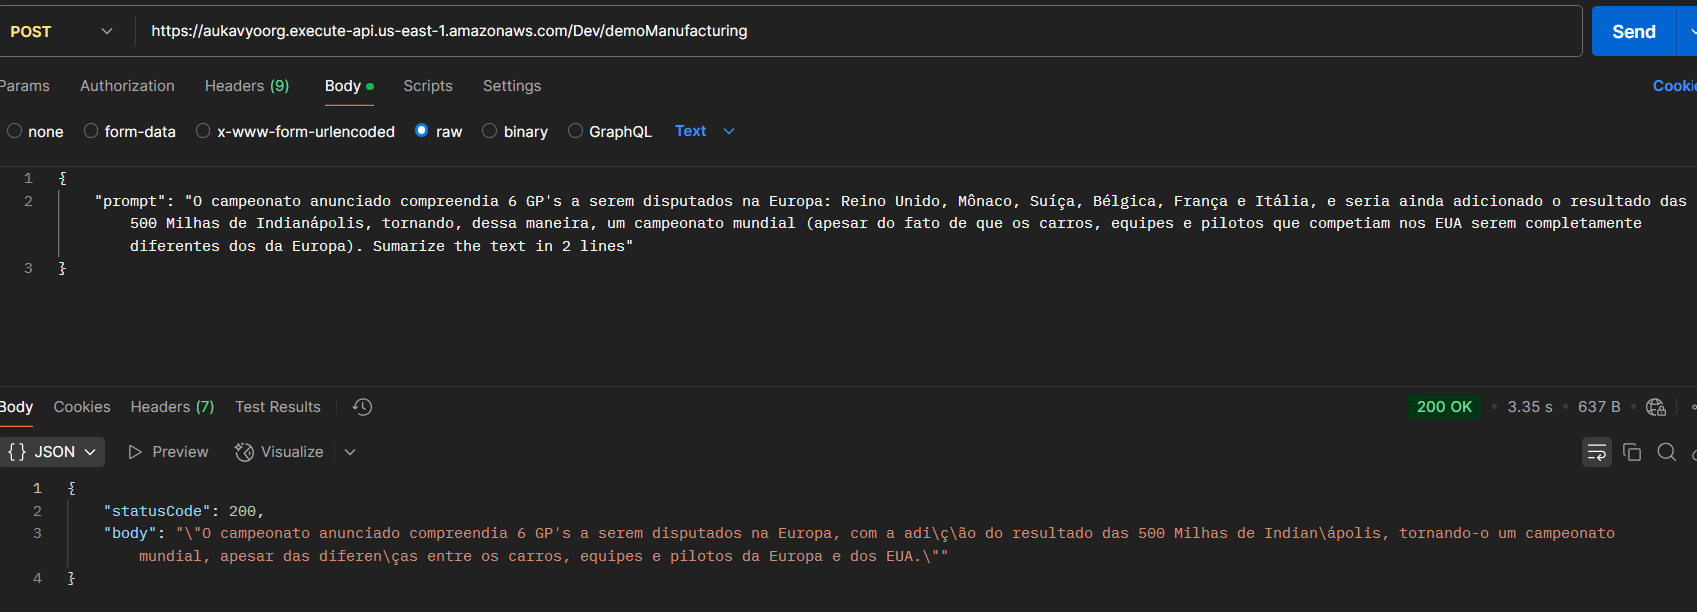 POST https://aukavyoorg.execute-api.us-east-1.amazonaws.com/Dev/demoManufacturing Send
Params Authorization Headers (9) Body Scripts Settings Cookie
none form-data x-www-form-urlencoded raw binary GraphQL Text
1 {
2 "prompt": "O campeonato anunciado compreendia 6 GP's a serem disputados na Europa: Reino Unido, Mônaco, Suíça, Bélgica, França e Itália, e seria ainda adicionado o resultado das
500 Milhas de Indianápolis, tornando, dessa maneira, um campeonato mundial (apesar do fato de que os carros, equipes e pilotos que competiam nos EUA serem completamente
diferentes dos da Europa). Sumarize the text in 2 lines"
3 }
Body Cookies Headers (7) Test Results 200 OK • 3.35 s • 637 B •
{} JSON Preview Visualize
1 {
2 "statusCode": 200,
3 "body": "\"O campeonato anunciado compreendia 6 GP's a serem disputados na Europa, com a adi\ç\ão do resultado das 500 Milhas de Indian\ápolis, tornando-o um campeonato
mundial, apesar das diferen\ças entre os carros, equipes e pilotos da Europa e dos EUA.\""
4 }